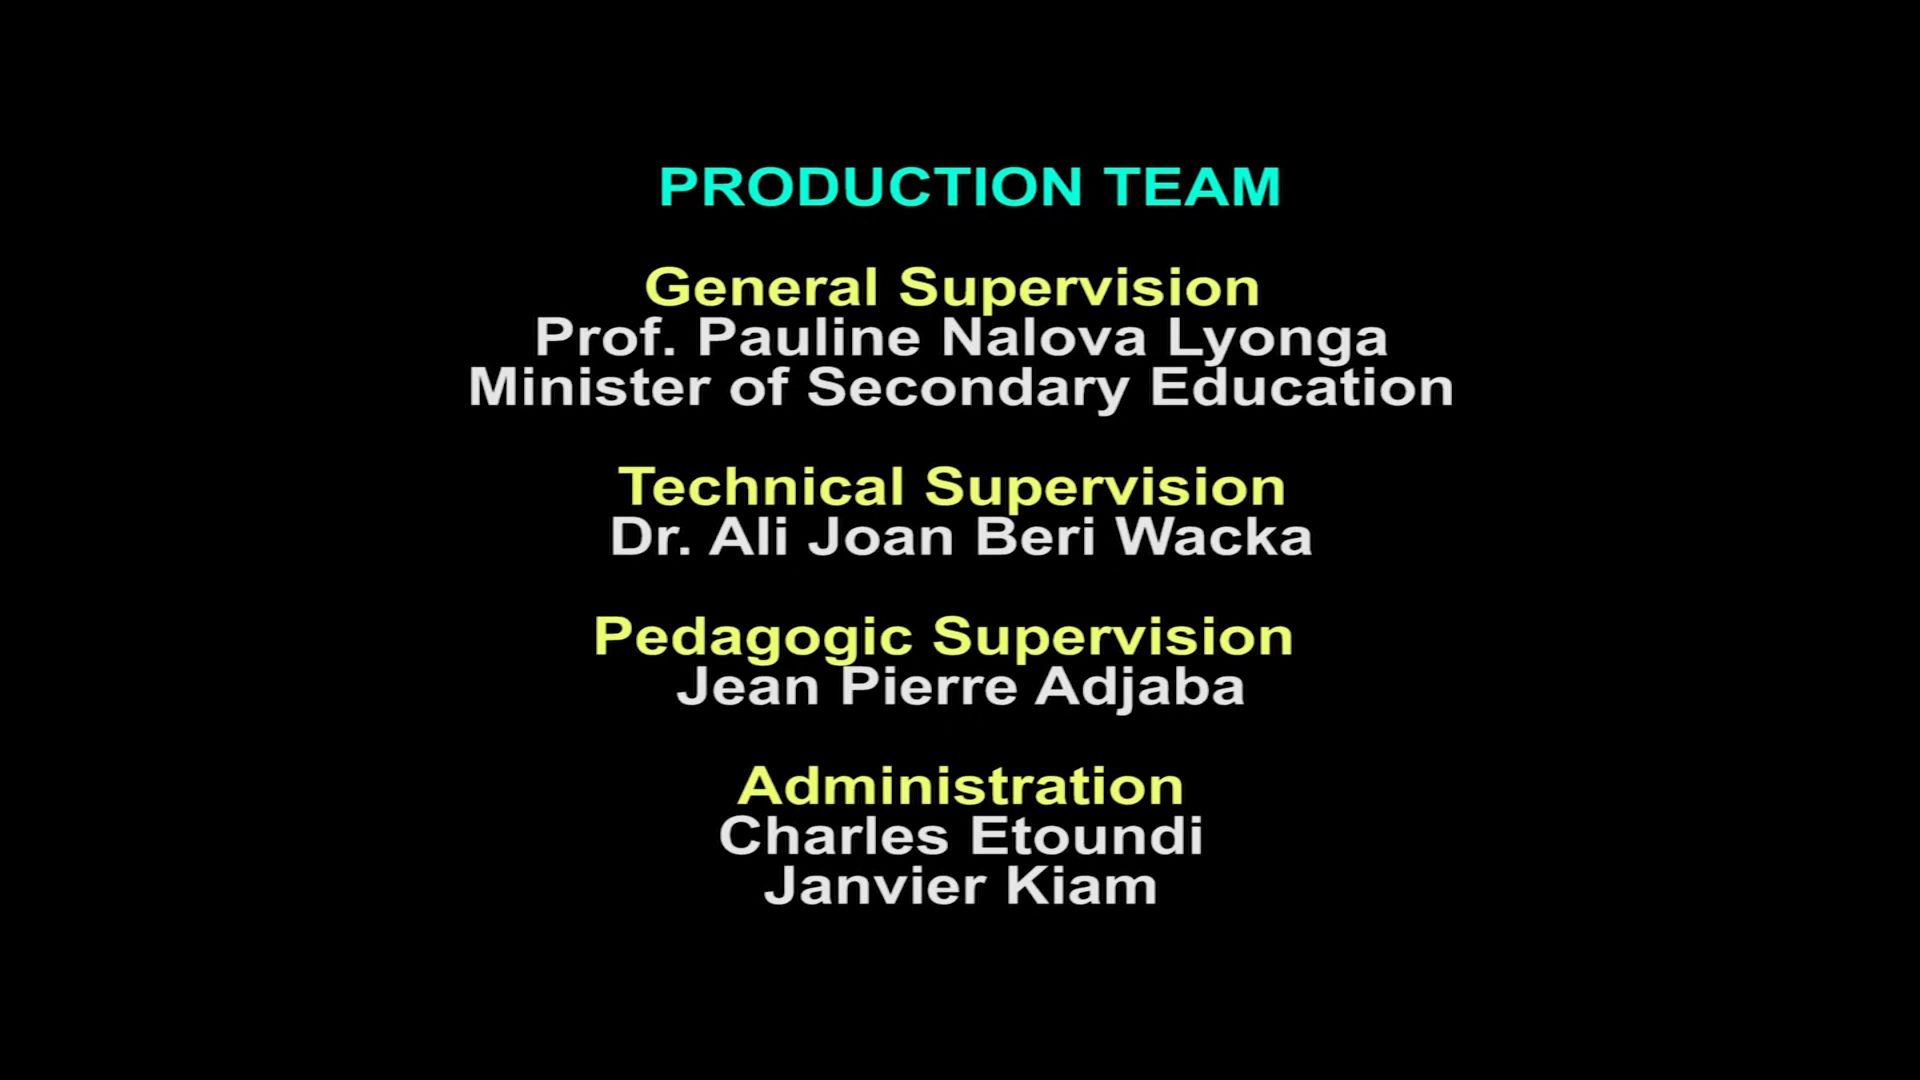 PRODUCTION TEAM
General Supervision
Prof. Pauline Nalova Lyonga
Minister of Secondary Education
Technical Supervision
Dr. Ali Joan Beri Wacka
Pedagogic Supervision
Jean Pierre Adjaba
Administration
Charles Etoundi
Janvier Kiam